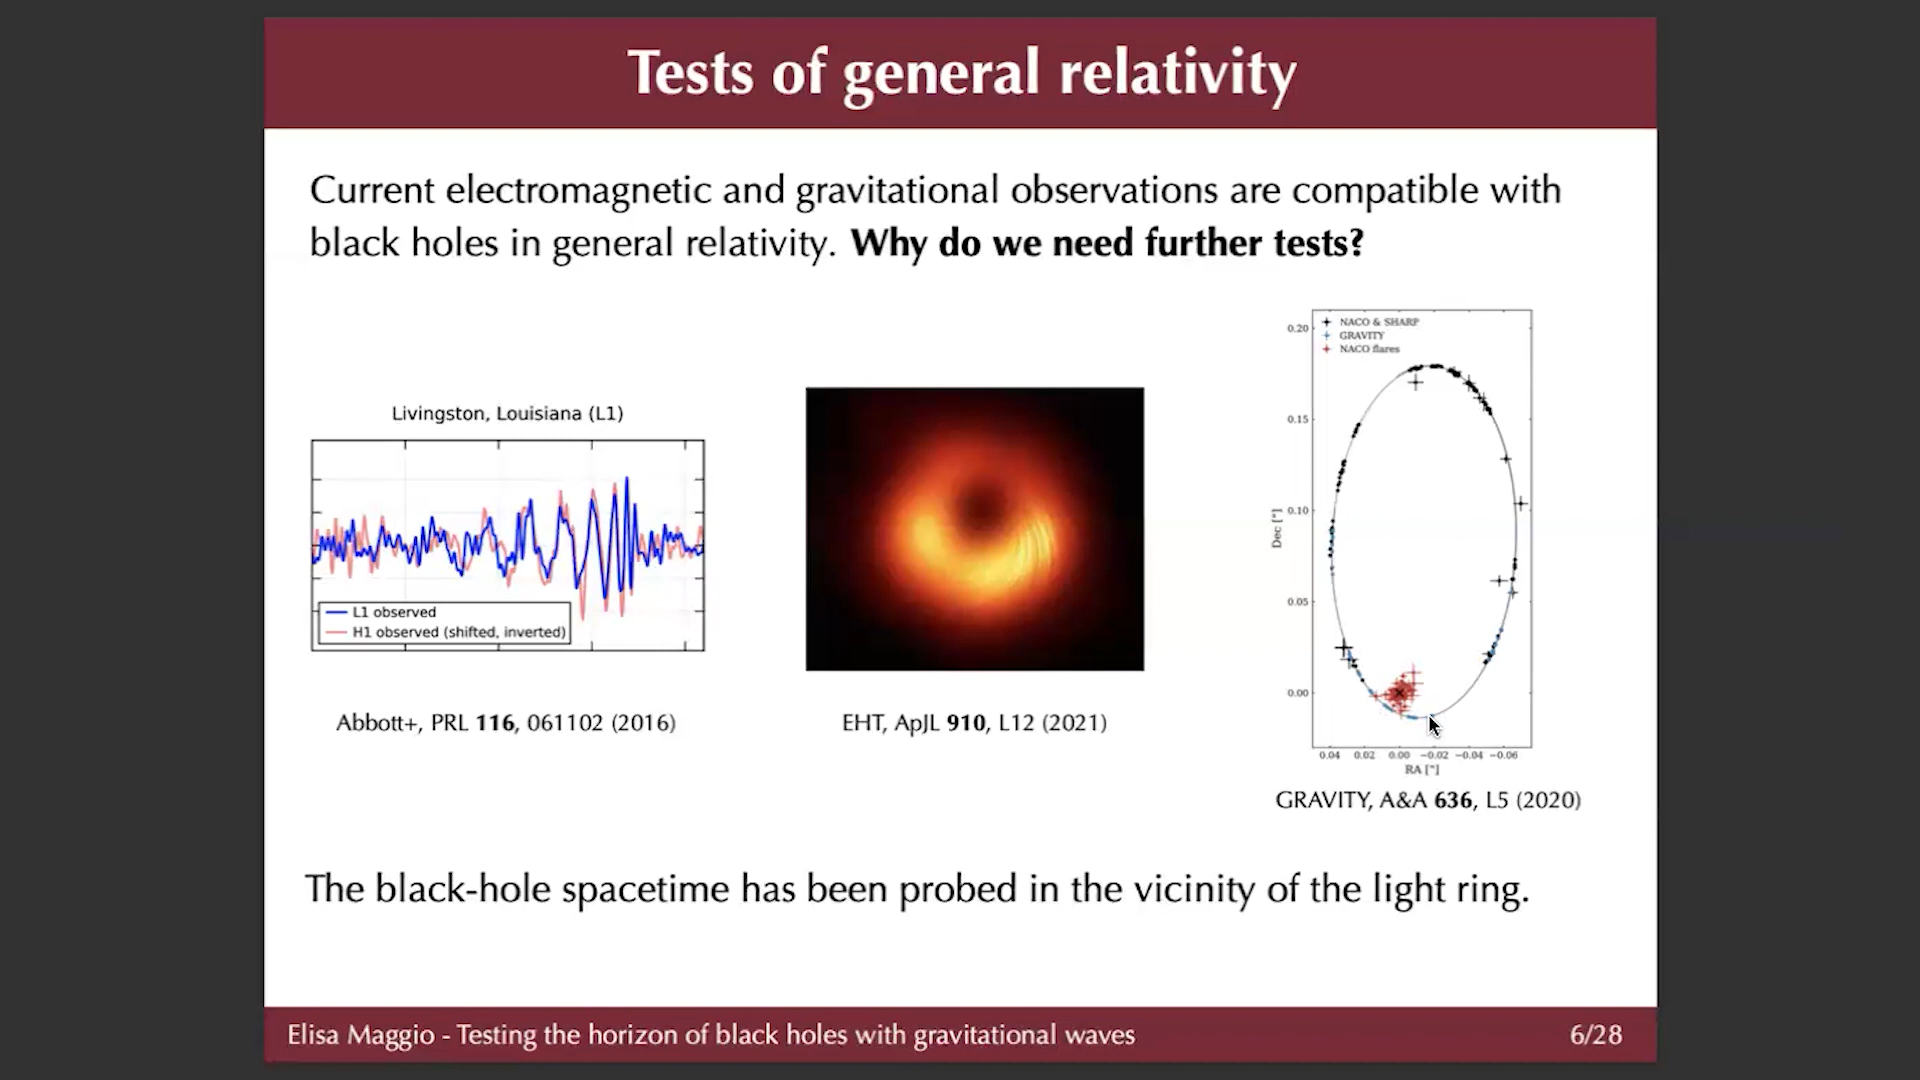 Tests of general relativity
Current electromagnetic and gravitational observations are compatible with
black holes in general relativity. Why do we need further tests?
Livingston, Louisiana (L1)
L1 observed
H1 observed (shifted, inverted)
Abbott+, PRL 116, 061102 (2016)
EHT, ApJL 910, L12 (2021)
NACO & SHARP
GRAVITY
NACO flares
0.20
0.15
0.10
0.05
0.00
Dec ["]
0.04 0.02 0.00 −0.02 −0.04 −0.06
RA ["]
GRAVITY, A&A 636, L5 (2020)
The black-hole spacetime has been probed in the vicinity of the light ring.
Elisa Maggio - Testing the horizon of black holes with gravitational waves
6/28